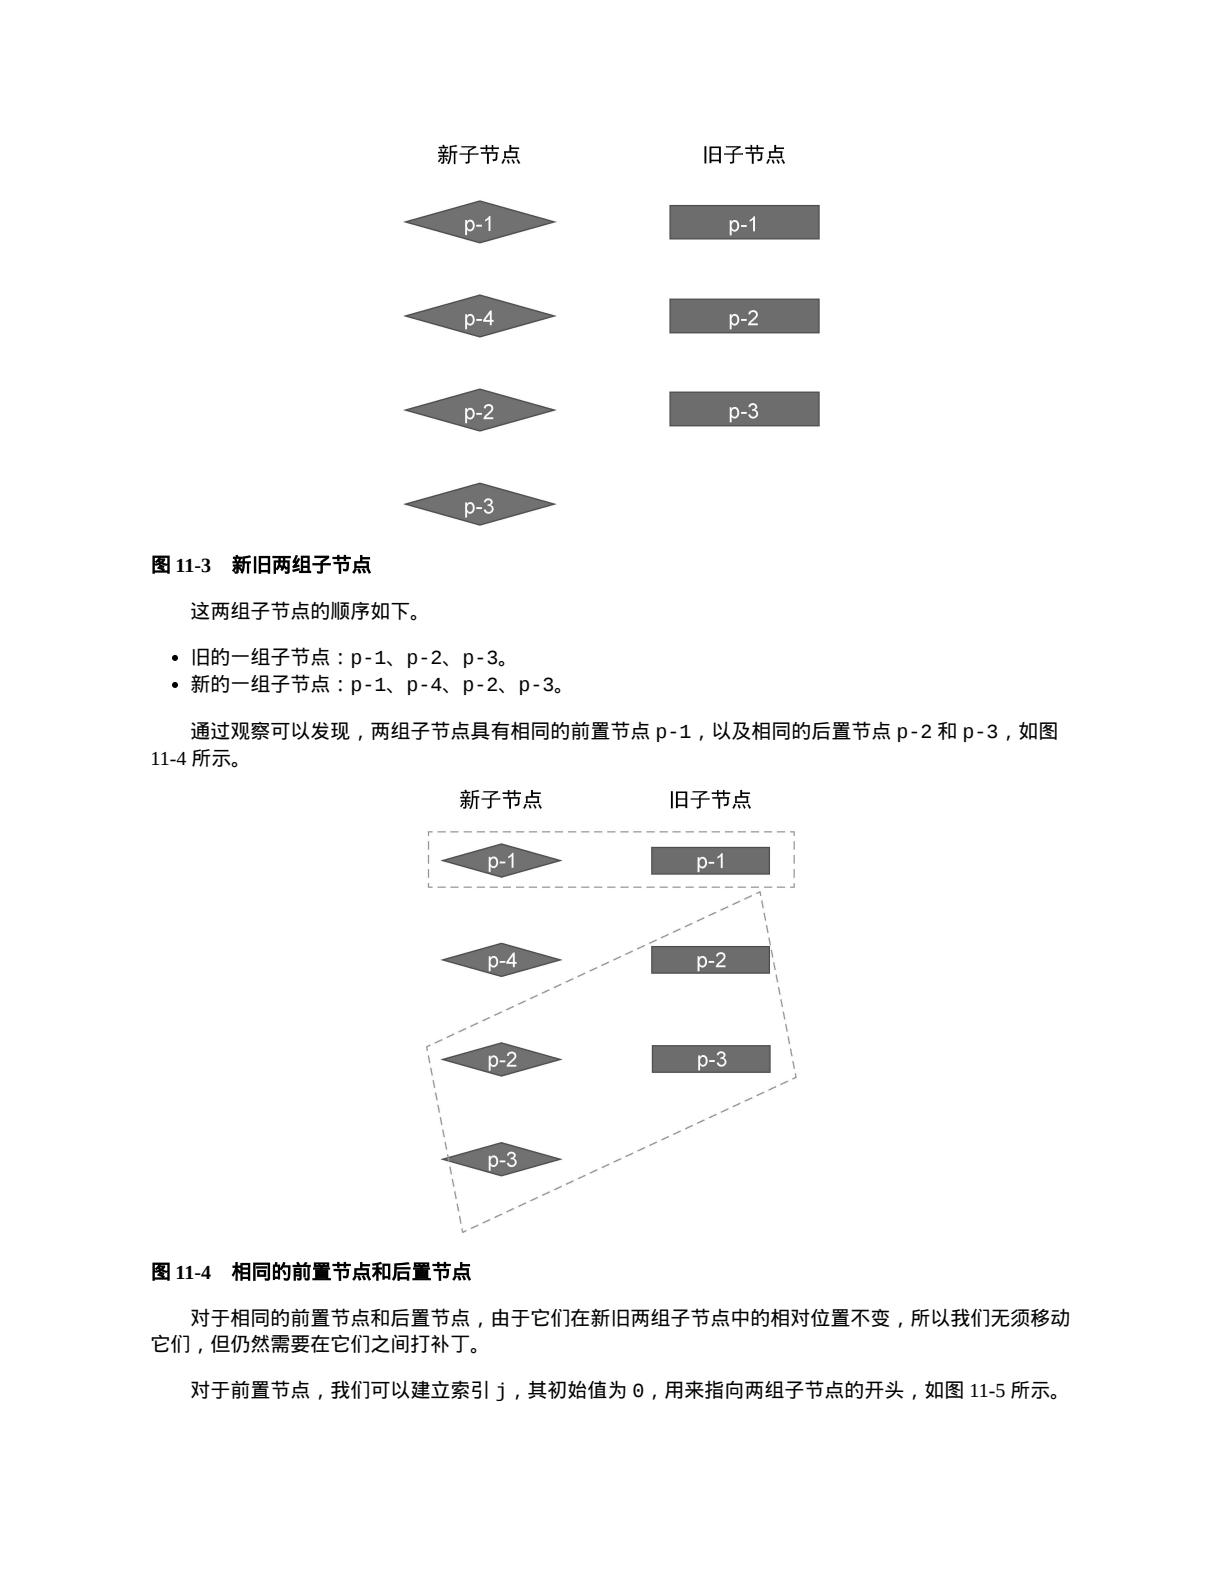 新子节点 旧子节点
p-1 p-1
p-4 p-2
p-2 p-3
p-3
图 11-3 新旧两组子节点
这两组子节点的顺序如下。
• 旧的一组子节点：p-1、p-2、p-3。
• 新的一组子节点：p-1、p-4、p-2、p-3。
通过观察可以发现，两组子节点具有相同的前置节点 p-1，以及相同的后置节点 p-2 和 p-3，如图
11-4 所示。
新子节点 旧子节点
p-1 p-1
p-4 p-2
p-2 p-3
p-3
图 11-4 相同的前置节点和后置节点
对于相同的前置节点和后置节点，由于它们在新旧两组子节点中的相对位置不变，所以我们无须移动
它们，但仍然需要在它们之间打补丁。
对于前置节点，我们可以建立索引 j，其初始值为 0，用来指向两组子节点的开头，如图 11-5 所示。